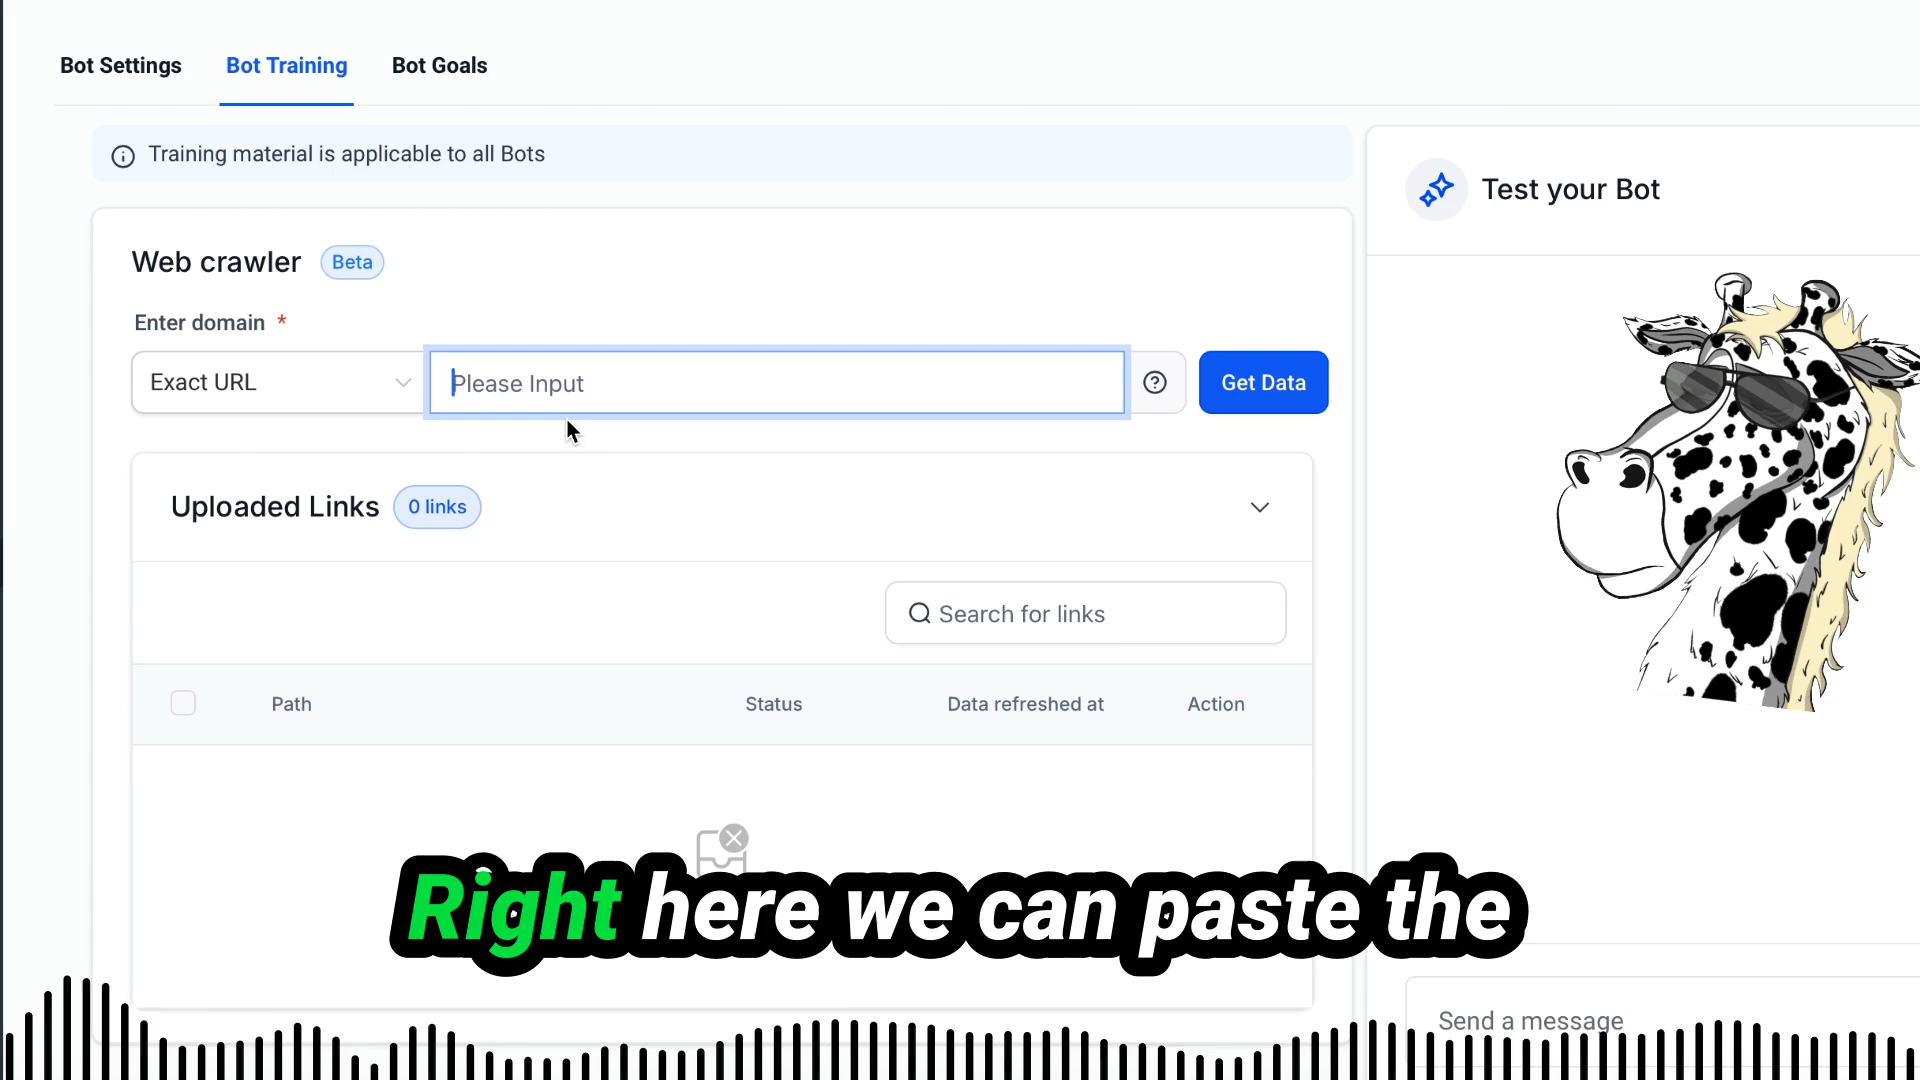 Bot Settings Bot Training Bot Goals
Training material is applicable to all Bots
Test your Bot
Web crawler Beta
Enter domain *
Exact URL Please Input Get Data
Uploaded Links 0 links
Search for links
Path Status Data refreshed at Action
Right here we can paste the
Send a message